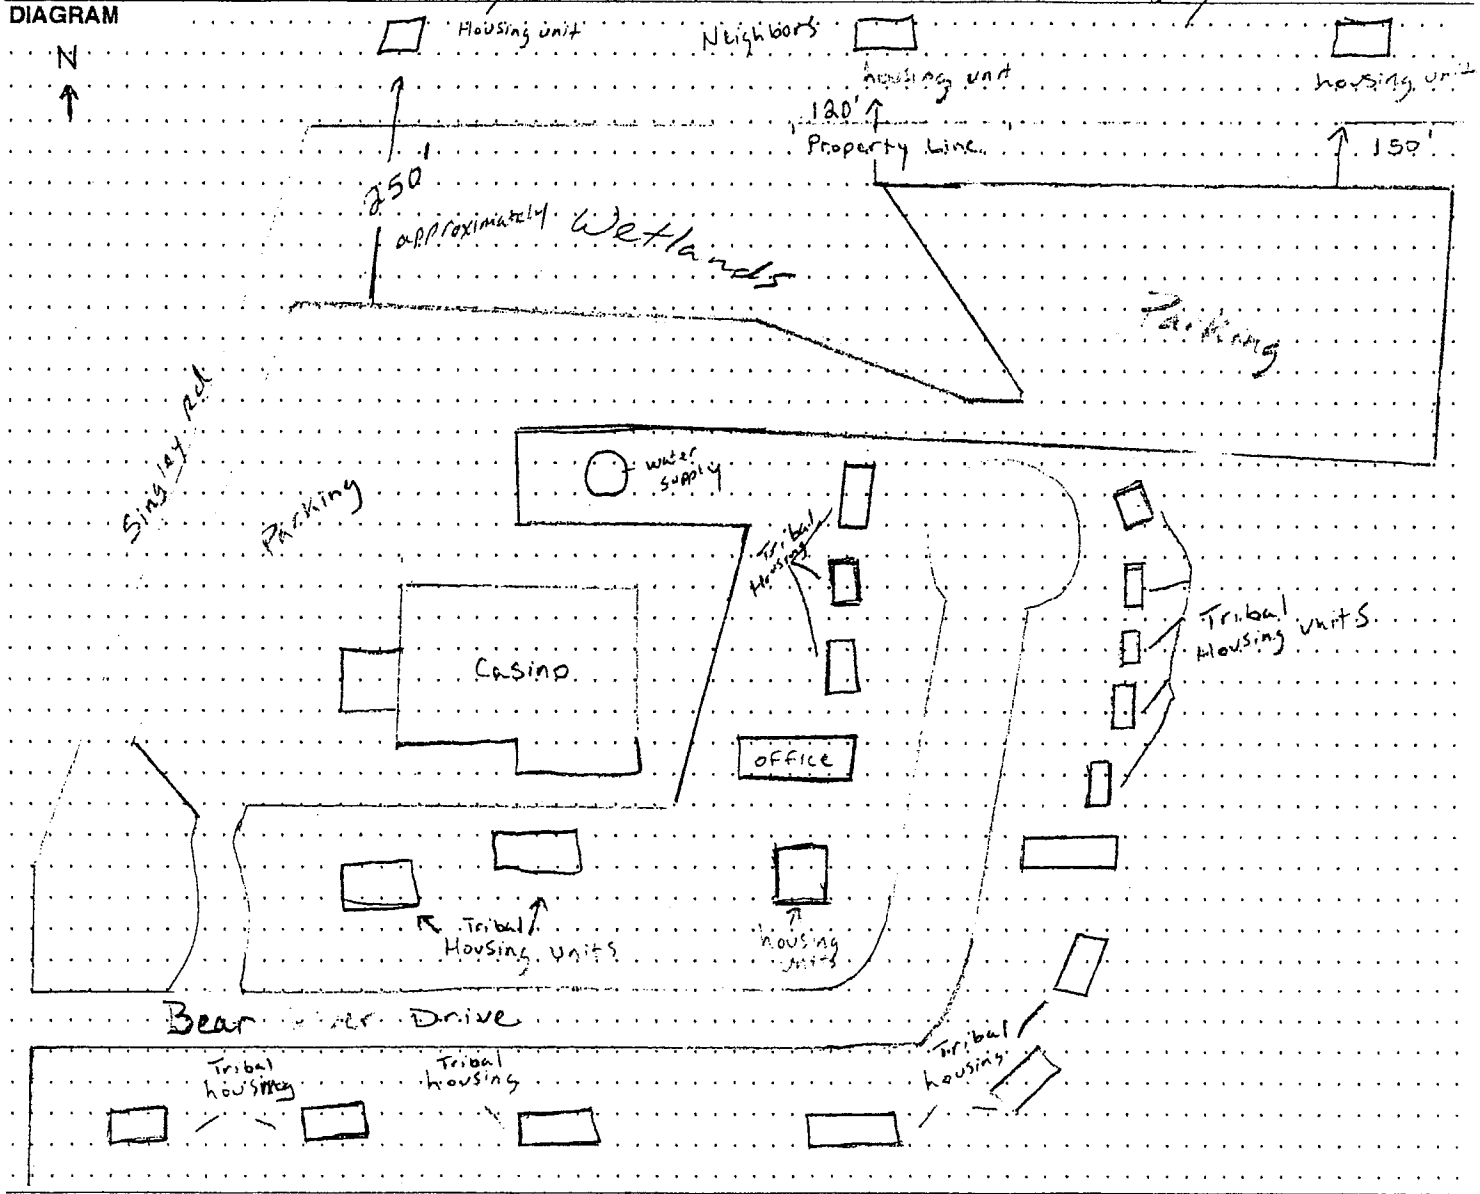 DIAGRAM
N
Housing unit
Neighbors
housing unit
housing unit
120'
Property Line
150'
250'
approximately
Wetlands
Parking
Singley Rd
Parking
water
supply
Tribal
Housing
Casino
Tribal
Housing units
office
Tribal
Housing units
housing
units
Bear Drive
Tribal
housing
Tribal
housing
Tribal
housing